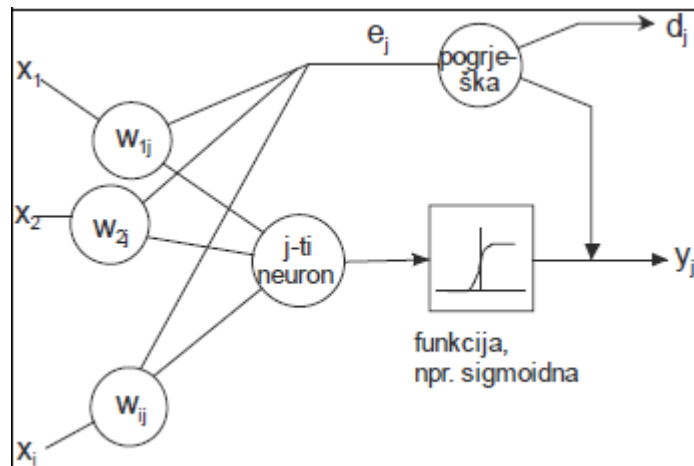 eⱼ
pogrje-
ška
dⱼ
x₁
w₁ⱼ
x₂
w₂ⱼ
j-ti
neuron
yⱼ
funkcija,
npr. sigmoidna
wᵢⱼ
xᵢ